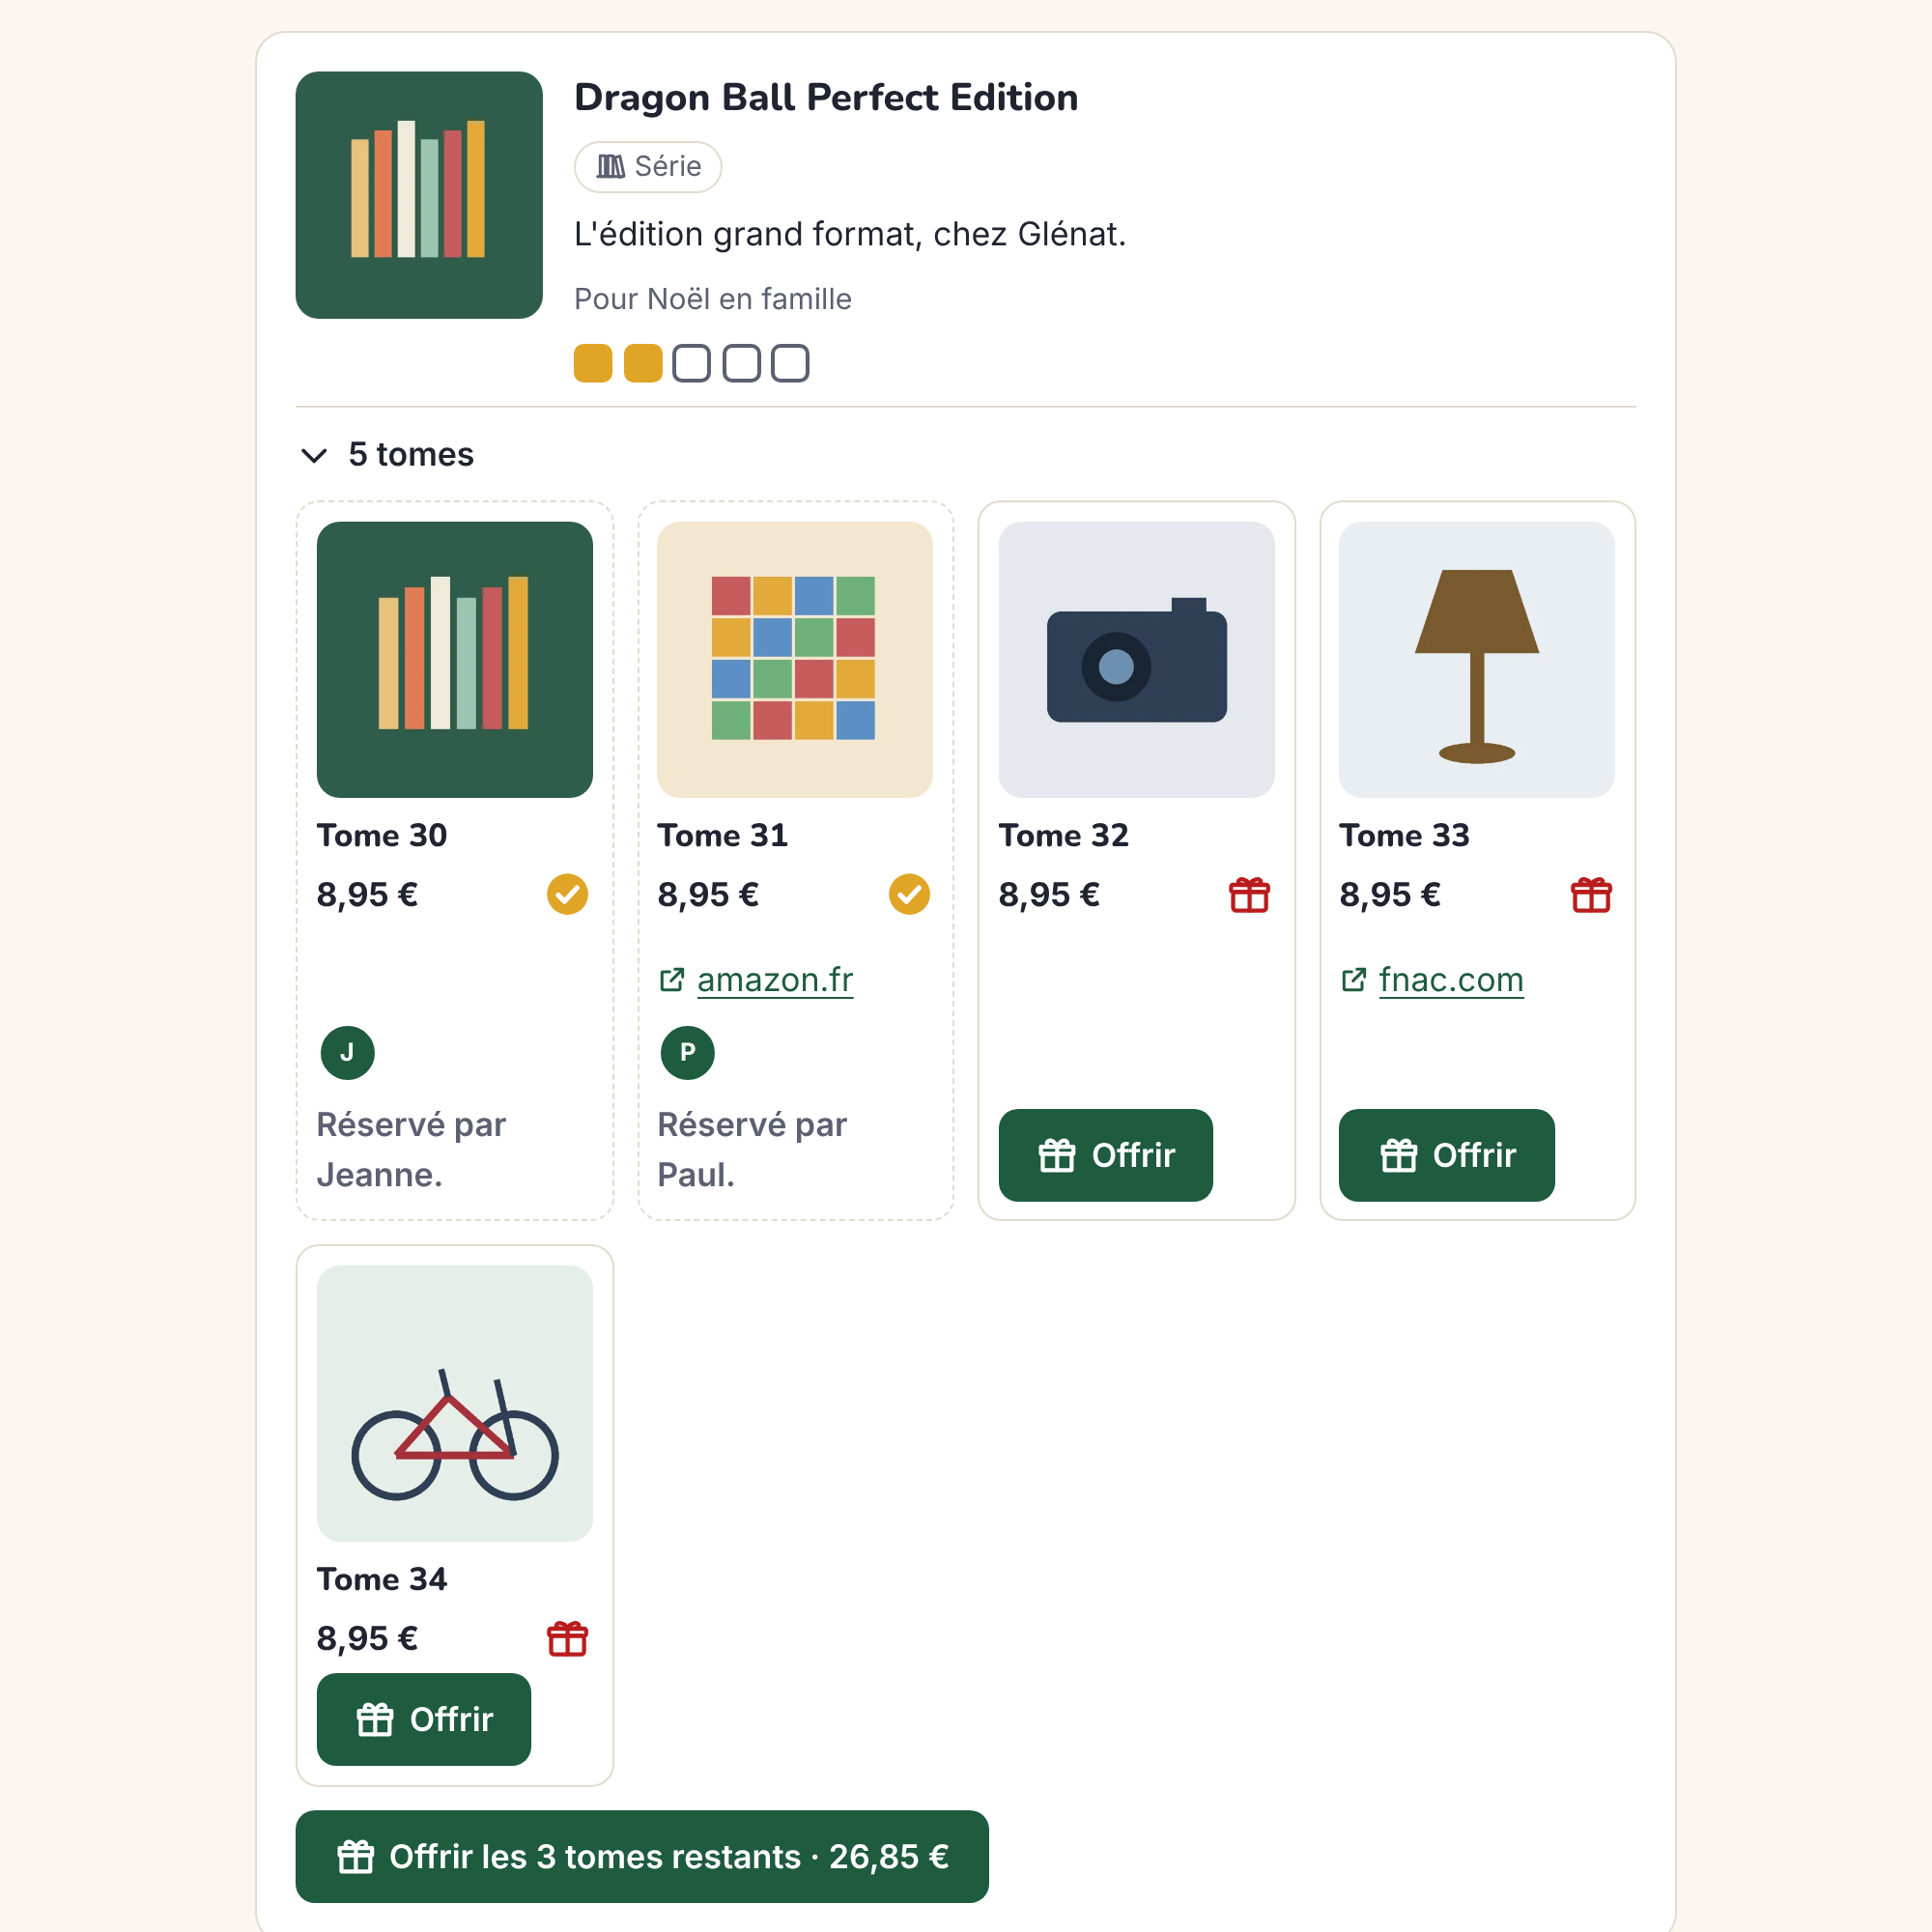 Dragon Ball Perfect Edition
Série
L'édition grand format, chez Glénat.
Pour Noël en famille
5 tomes
Tome 30
8,95 €
J
Réservé par
Jeanne.
Tome 31
8,95 €
amazon.fr
P
Réservé par
Paul.
Tome 32
8,95 €
Offrir
Tome 33
8,95 €
fnac.com
Offrir
Tome 34
8,95 €
Offrir
Offrir les 3 tomes restants · 26,85 €